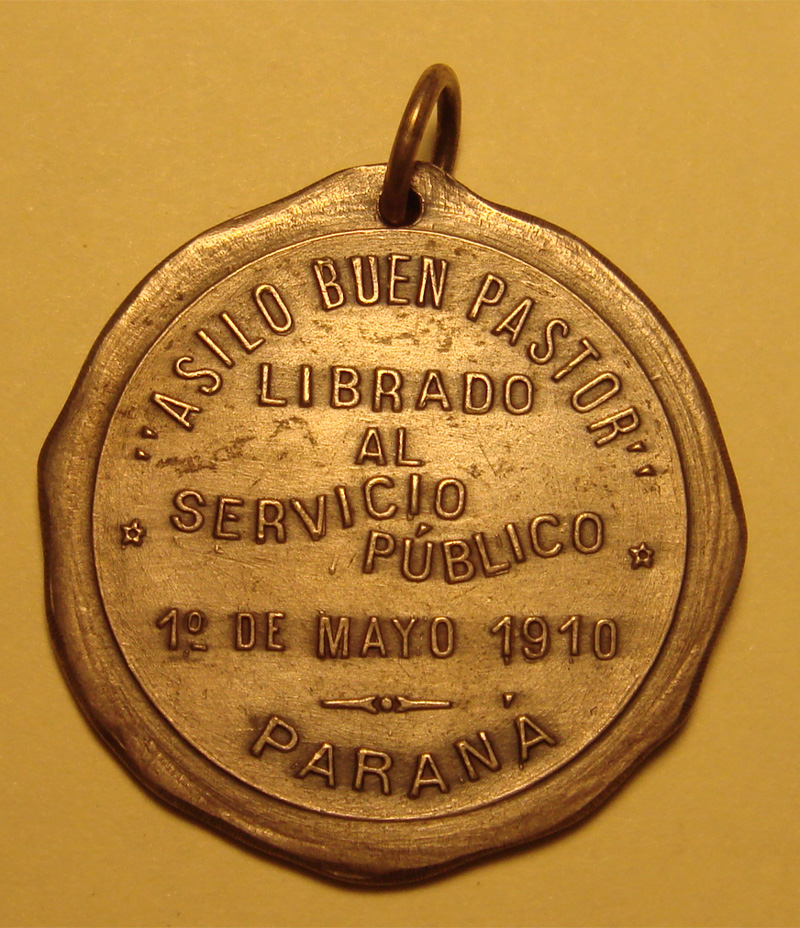 "ASILO BUEN PASTOR"
LIBRADO
AL
SERVICIO
PÚBLICO
1º DE MAYO 1910
PARANÁ